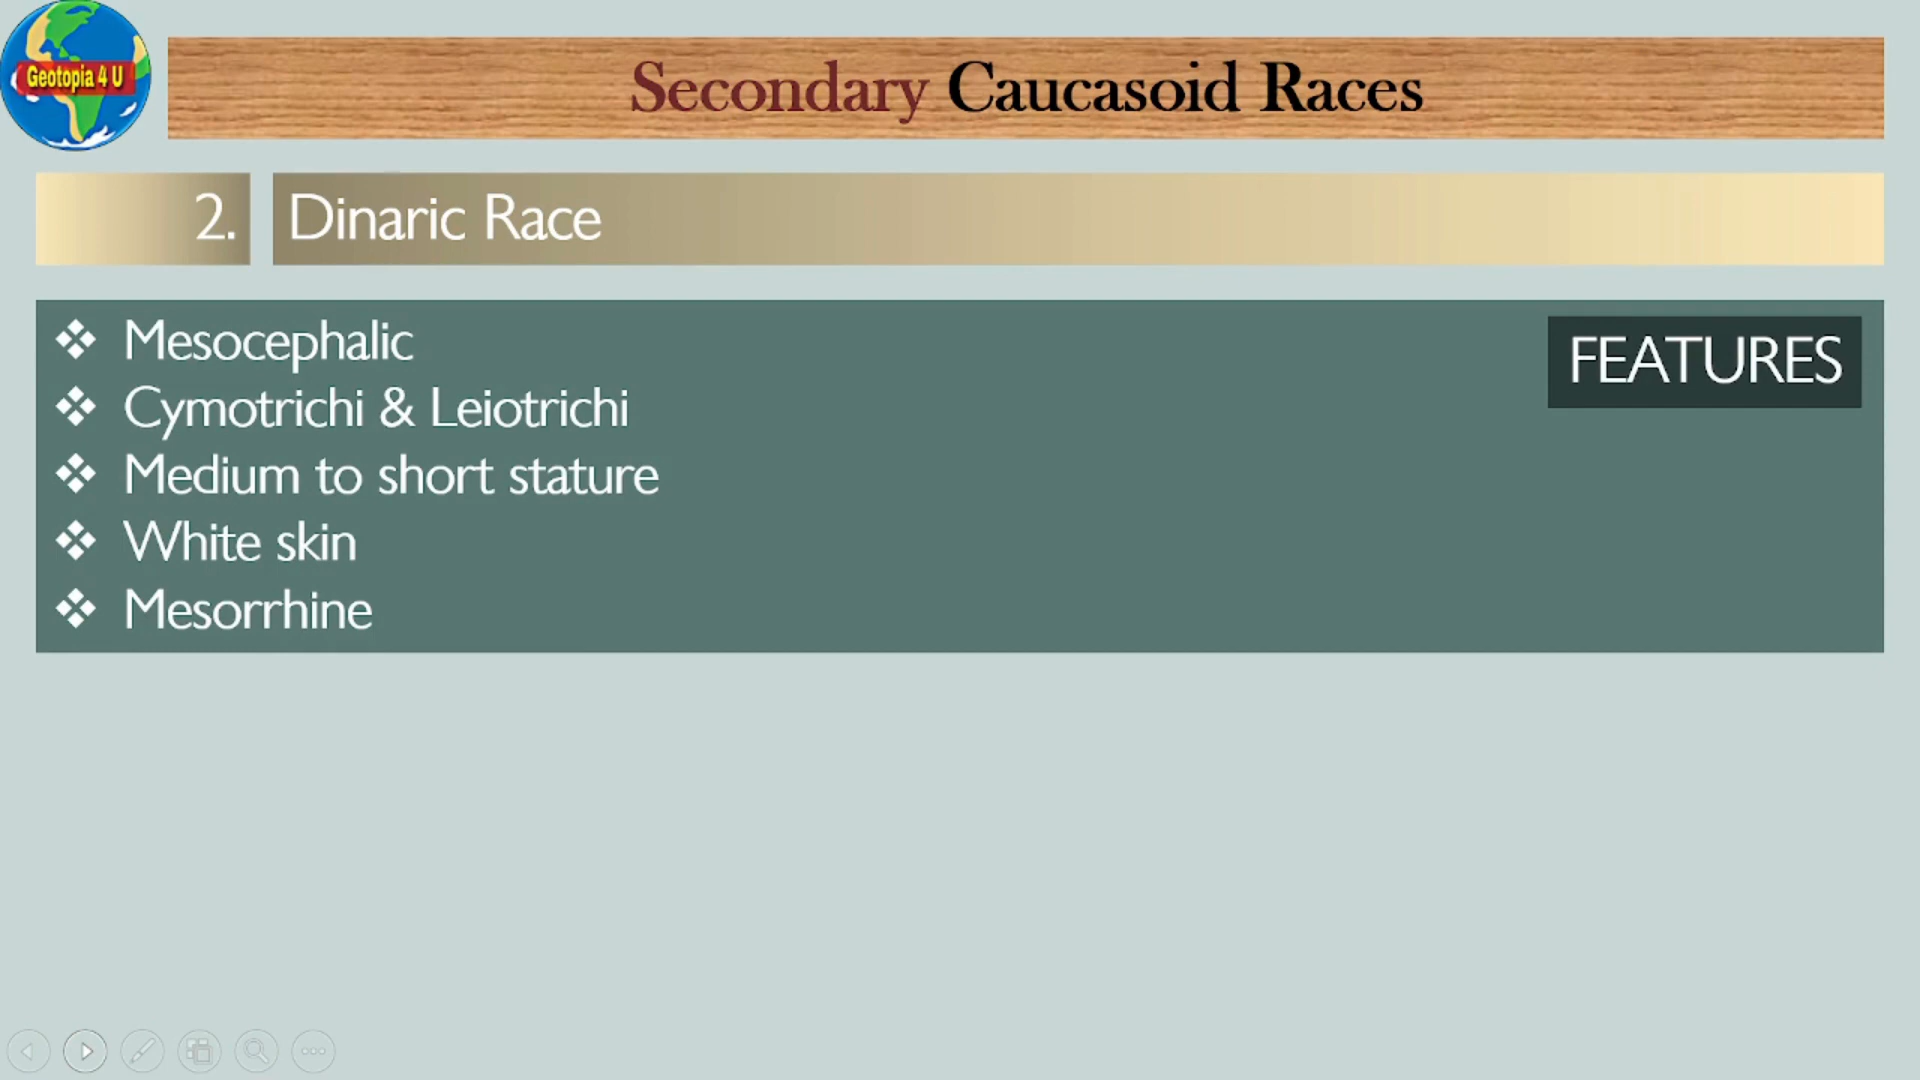 Geotopia 4 U
Secondary Caucasoid Races
2. Dinaric Race
FEATURES
❖ Mesocephalic
❖ Cymotrichi & Leiotrichi
❖ Medium to short stature
❖ White skin
❖ Mesorrhine